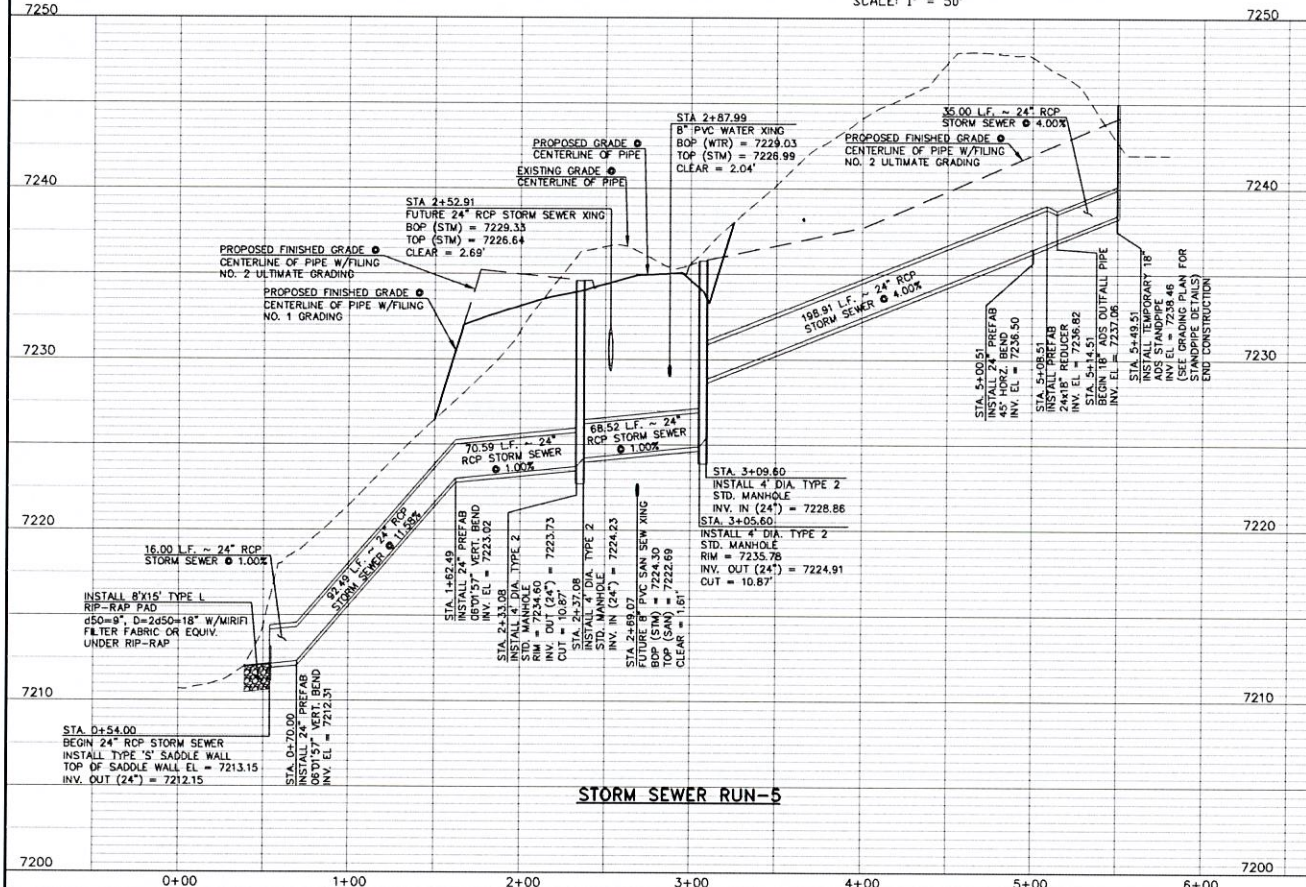 SCALE: 1" = 50'
7250
7250
7240
7240
7230
7230
7220
7220
7210
7210
7200
7200
STA 2+87.99
8" PVC WATER XING
BOP (WTR) = 7229.03
TOP (STM) = 7226.99
CLEAR = 2.04'
35.00 L.F. ~ 24" RCP
STORM SEWER @ 4.00%
PROPOSED FINISHED GRADE @
CENTERLINE OF PIPE W/FILING
NO. 2 ULTIMATE GRADING
PROPOSED GRADE @
CENTERLINE OF PIPE
EXISTING GRADE @
CENTERLINE OF PIPE
STA 2+52.91
FUTURE 24" RCP STORM SEWER XING
BOP (STM) = 7229.33
TOP (STM) = 7226.64
CLEAR = 2.69'
PROPOSED FINISHED GRADE @
CENTERLINE OF PIPE W/FILING
NO. 2 ULTIMATE GRADING
PROPOSED FINISHED GRADE @
CENTERLINE OF PIPE W/FILING
NO. 1 GRADING
198.91 L.F. ~ 24" RCP
STORM SEWER @ 4.00%
70.59 L.F. ~ 24"
RCP STORM SEWER
@ 1.00%
68.52 L.F. ~ 24"
RCP STORM SEWER
@ 1.00%
92.49 L.F. ~ 24" RCP
STORM SEWER @ 11.58%
16.00 L.F. ~ 24" RCP
STORM SEWER @ 1.00%
INSTALL 8'X15' TYPE L
RIP-RAP PAD
d50=9", D=2d50=18" W/MIRIFI
FILTER FABRIC OR EQUIV.
UNDER RIP-RAP
STA. 0+54.00
BEGIN 24" RCP STORM SEWER
INSTALL TYPE 'S' SADDLE WALL
TOP OF SADDLE WALL EL = 7213.15
INV. OUT (24") = 7212.15
STA. 0+70.00
INSTALL 24" PREFAB
06°01'57" VERT. BEND
INV. EL = 7212.31
STA. 1+62.49
INSTALL 24" PREFAB
06°01'57" VERT. BEND
INV. EL = 7223.02
STA. 2+33.08
INSTALL 4' DIA. TYPE 2
STD. MANHOLE
RIM = 7234.60
INV. OUT (24") = 7223.73
CUT = 10.87'
STA. 2+37.08
INSTALL 4' DIA. TYPE 2
STD. MANHOLE
INV. IN (24") = 7224.23
STA 2+69.07
FUTURE 8" PVC SAN SEW XING
BOP (STM) = 7224.30
TOP (SAN) = 7222.69
CLEAR = 1.61'
STA. 3+09.60
INSTALL 4' DIA. TYPE 2
STD. MANHOLE
INV. IN (24") = 7228.86
STA. 3+05.60
INSTALL 4' DIA. TYPE 2
STD. MANHOLE
RIM = 7235.78
INV. OUT (24") = 7224.91
CUT = 10.87'
STA. 5+00.51
INSTALL 24" PREFAB
45° HORZ. BEND
INV. EL = 7236.50
STA. 5+08.51
INSTALL PREFAB
24x18" REDUCER
INV. EL = 7236.82
STA. 5+14.51
BEGIN 18" ADS OUTFALL PIPE
INV. EL = 7237.06
STA. 5+49.51
INSTALL TEMPORARY 18"
ADS STANDPIPE
INV EL = 7238.46
(SEE GRADING PLAN FOR
STANDPIPE DETAILS)
END CONSTRUCTION
STORM SEWER RUN-5
0+00
1+00
2+00
3+00
4+00
5+00
6+00